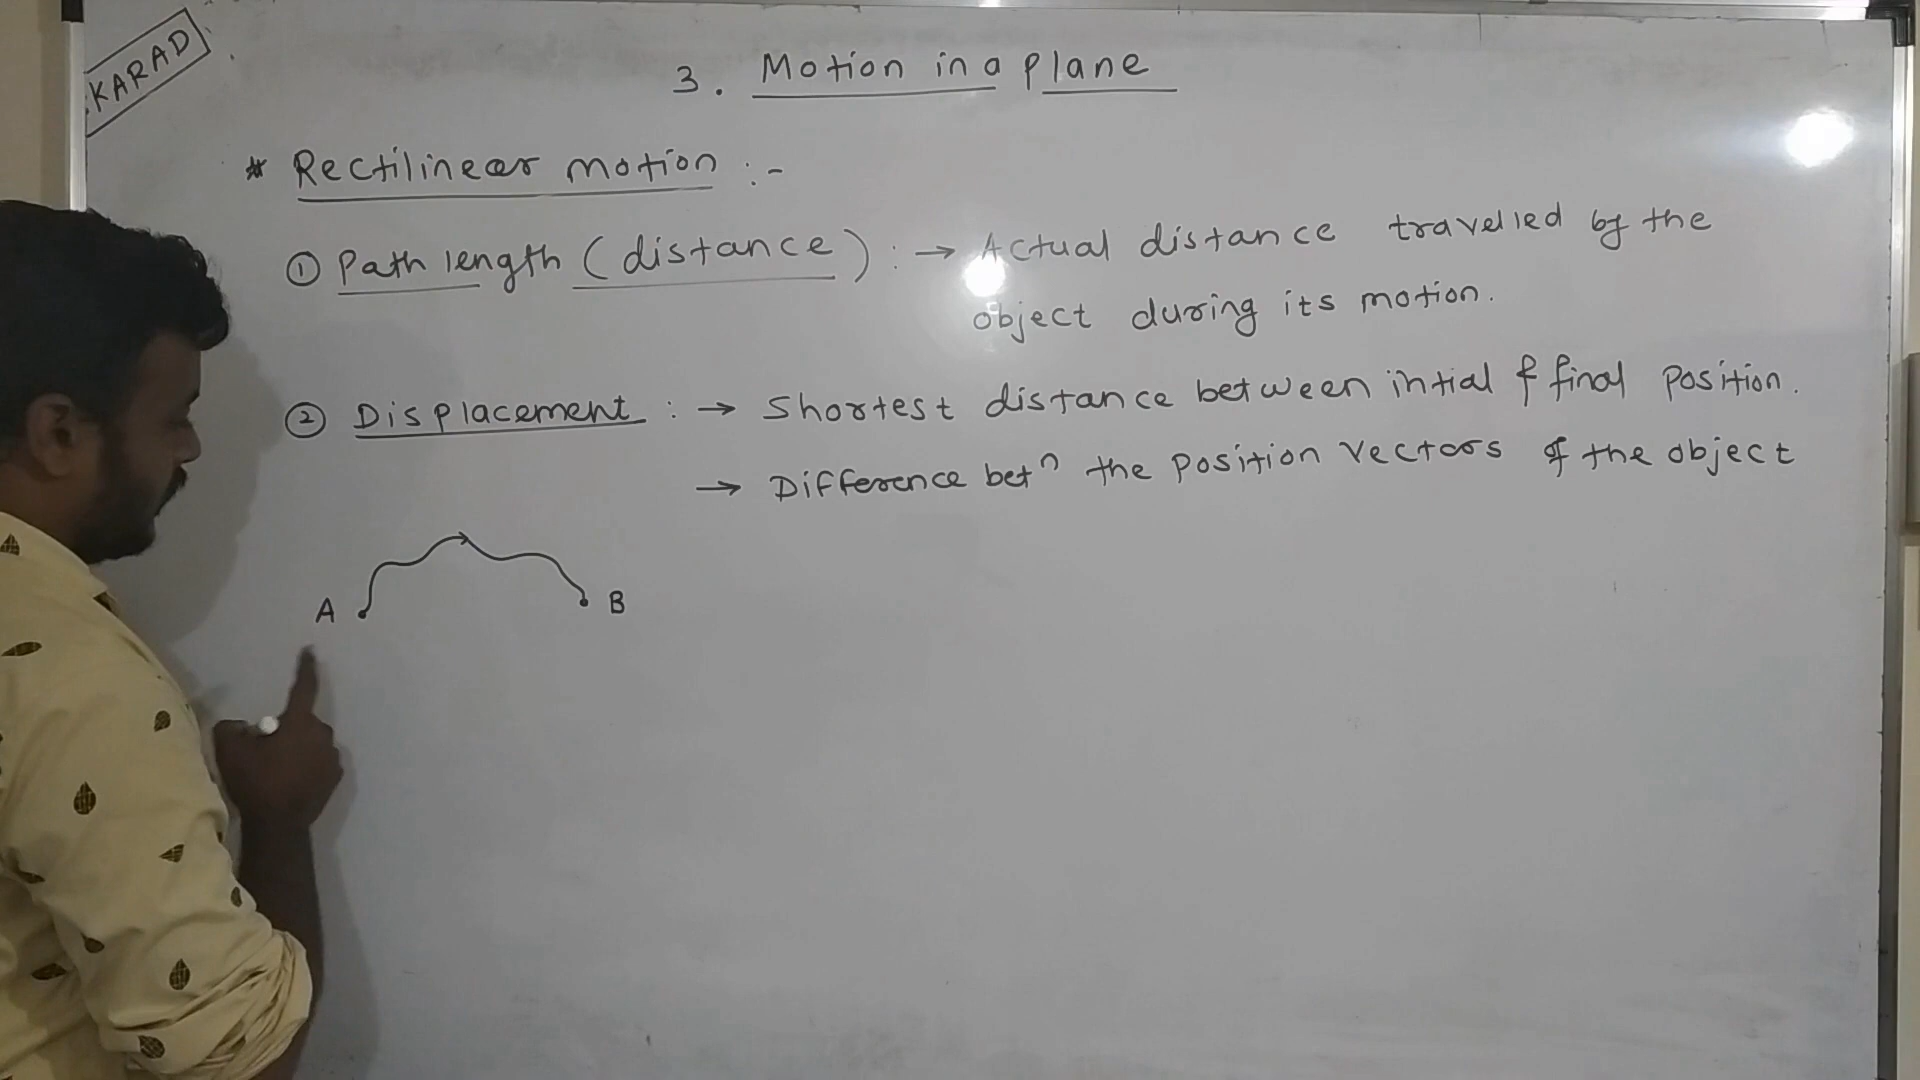 KARAD
3. Motion in a plane
* Rectilinear motion :-
① Path length (distance) : → Actual distance travelled by the
object during its motion.
② Displacement : → Shortest distance between intial & final position.
→ Difference betⁿ the position vectors of the object
A B